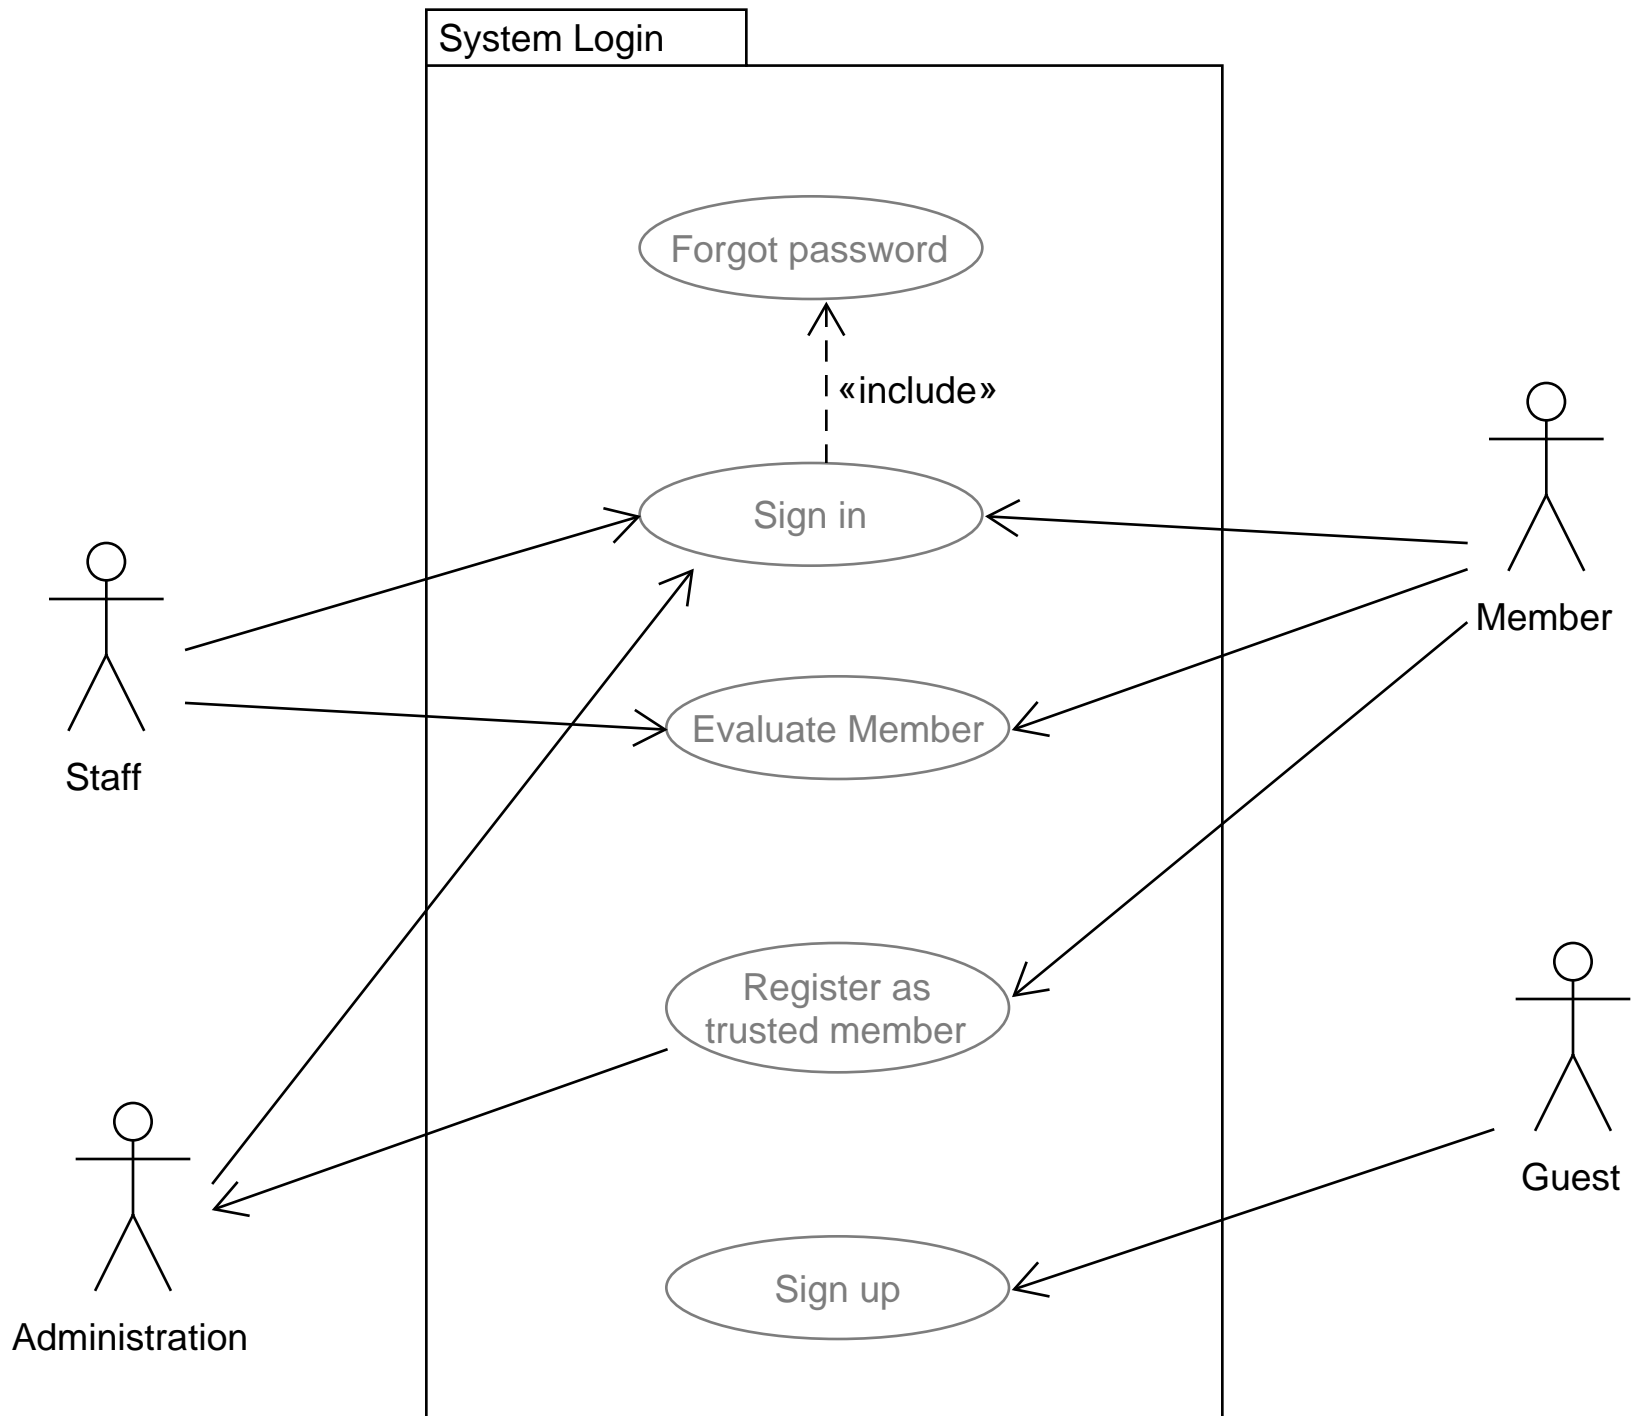 System Login
Forgot password
«include»
Sign in
Member
Evaluate Member
Staff
Register as
trusted member
Guest
Sign up
Administration